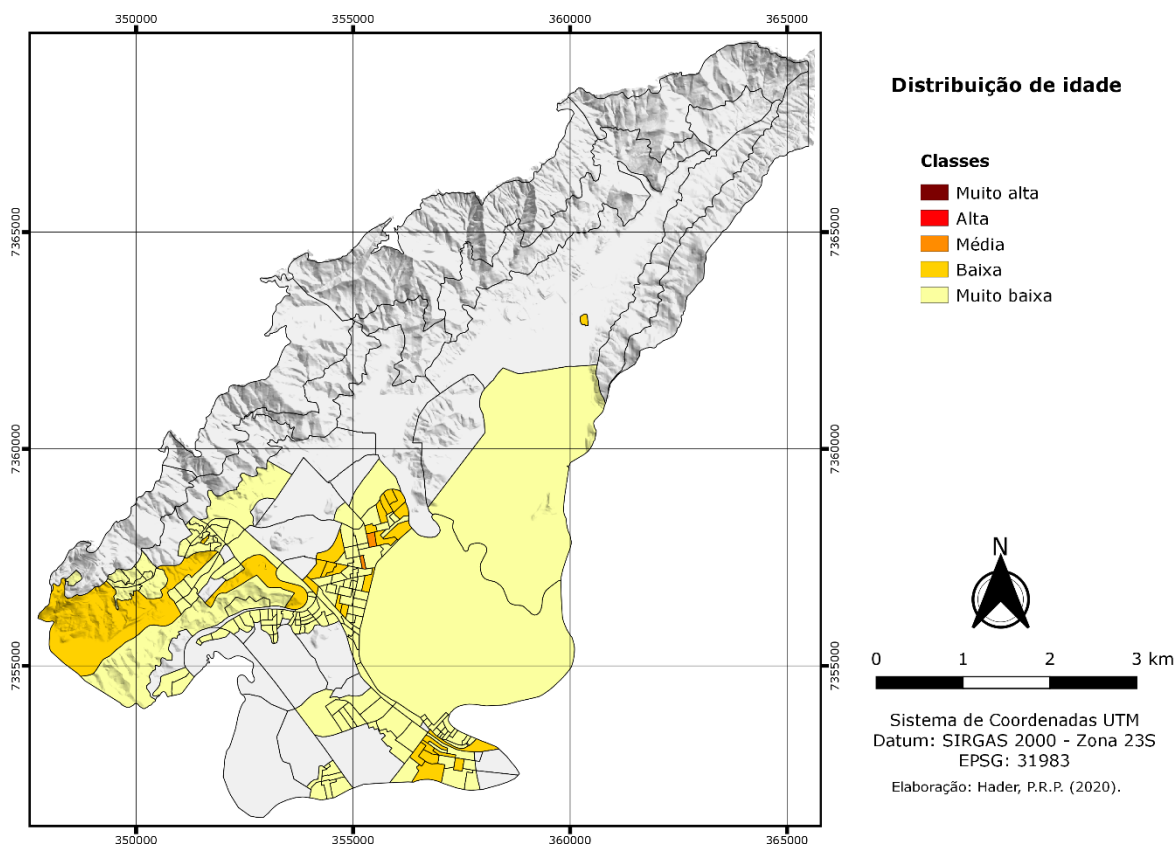 350000 355000 360000 365000
Distribuição de idade
Classes
Muito alta
Alta
Média
Baixa
Muito baixa
7365000 7365000
7360000 7360000
7355000 7355000
N
0 1 2 3 km
Sistema de Coordenadas UTM
Datum: SIRGAS 2000 - Zona 23S
EPSG: 31983
Elaboração: Hader, P.R.P. (2020).
350000 355000 360000 365000